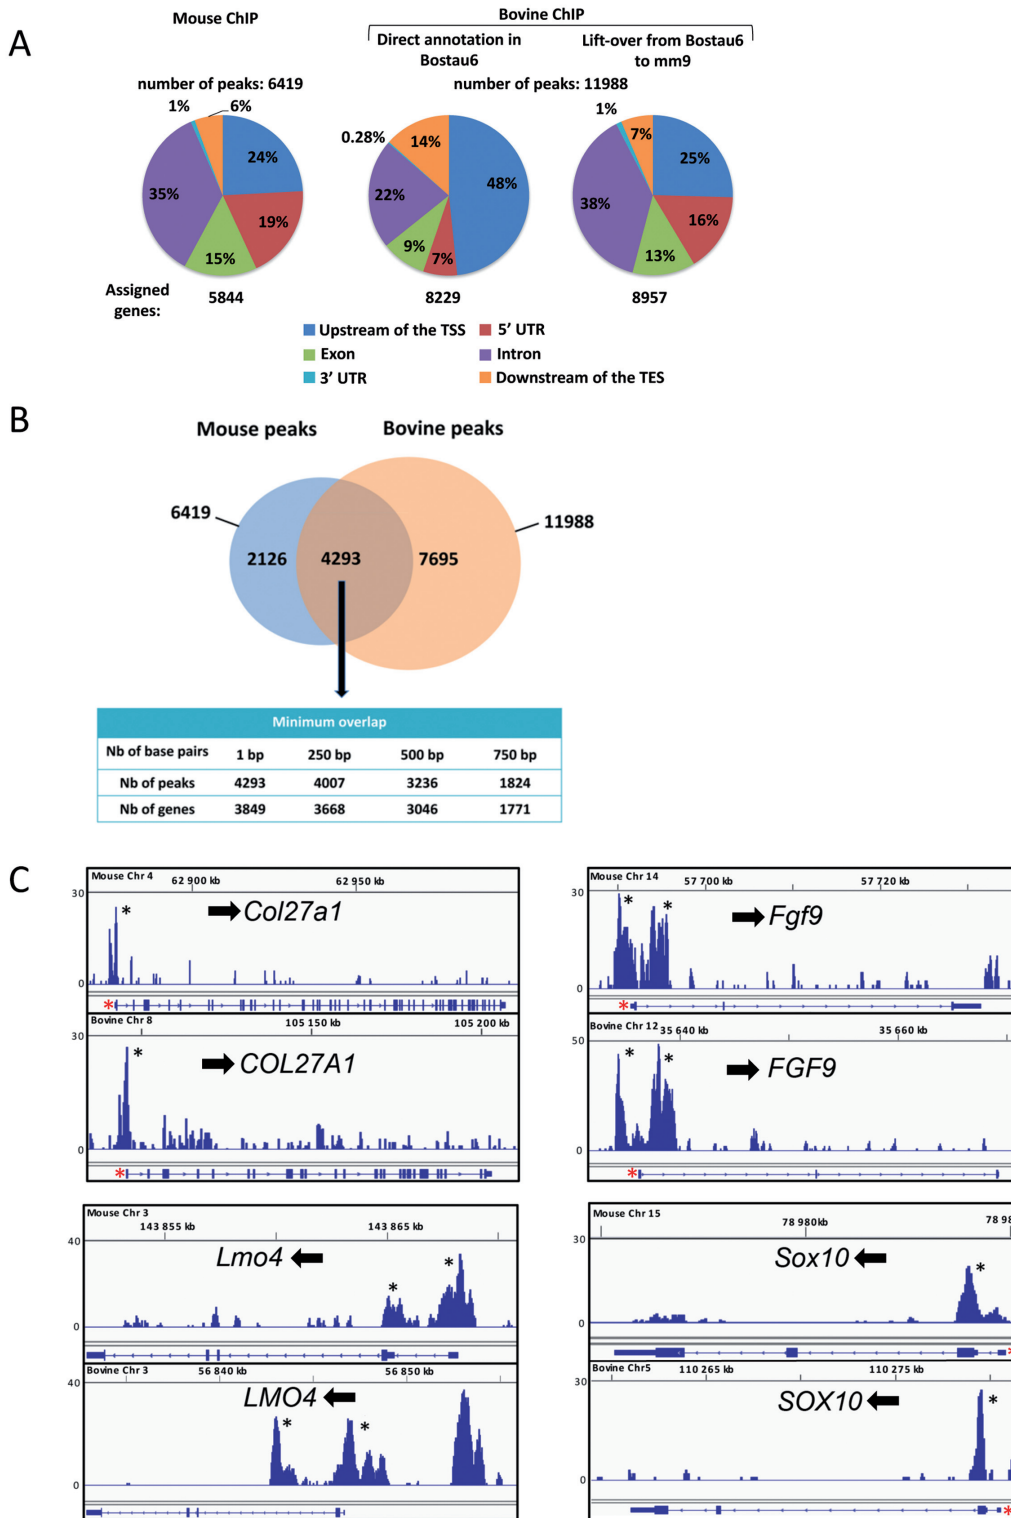 A
Mouse ChIP
Bovine ChIP
Direct annotation in
Bostau6
Lift-over from Bostau6
to mm9
number of peaks: 6419
number of peaks: 11988
1%
6%
24%
35%
19%
15%
0.28%
14%
48%
22%
9%
7%
1%
7%
25%
38%
16%
13%
Assigned
genes:
5844
8229
8957
Upstream of the TSS
5' UTR
Exon
Intron
3' UTR
Downstream of the TES
B
Mouse peaks
Bovine peaks
6419
11988
2126
4293
7695
Minimum overlap
Nb of base pairs 1 bp 250 bp 500 bp 750 bp
Nb of peaks 4293 4007 3236 1824
Nb of genes 3849 3668 3046 1771
C
Mouse Chr 4
62 900 kb
62 950 kb
30
*
Col27a1
0
*
Bovine Chr 8
105 150 kb
105 200 kb
30
*
COL27A1
0
*
Mouse Chr 14
57 700 kb
57 720 kb
30
*
*
Fgf9
0
*
Bovine Chr 12
35 640 kb
35 660 kb
50
*
*
FGF9
0
*
Mouse Chr 3
143 855 kb
143 865 kb
40
Lmo4
*
*
0
Bovine Chr 3
56 840 kb
56 850 kb
40
LMO4
*
*
0
Mouse Chr 15
78 980kb
78 98
30
Sox10
*
0
*
Bovine Chr5
110 265 kb
110 275 kb
30
SOX10
*
0
*